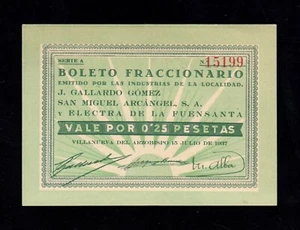 SERIE A Nº 15199
BOLETO FRACCIONARIO
EMITIDO POR LAS INDUSTRIAS DE LA LOCALIDAD,
J. GALLARDO GÓMEZ
SAN MIGUEL ARCÁNGEL, S. A.
Y ELECTRA DE LA FUENSANTA
VALE POR 0'25 PESETAS
VILLANUEVA DEL ARZOBISPO 15 JULIO DE 1937